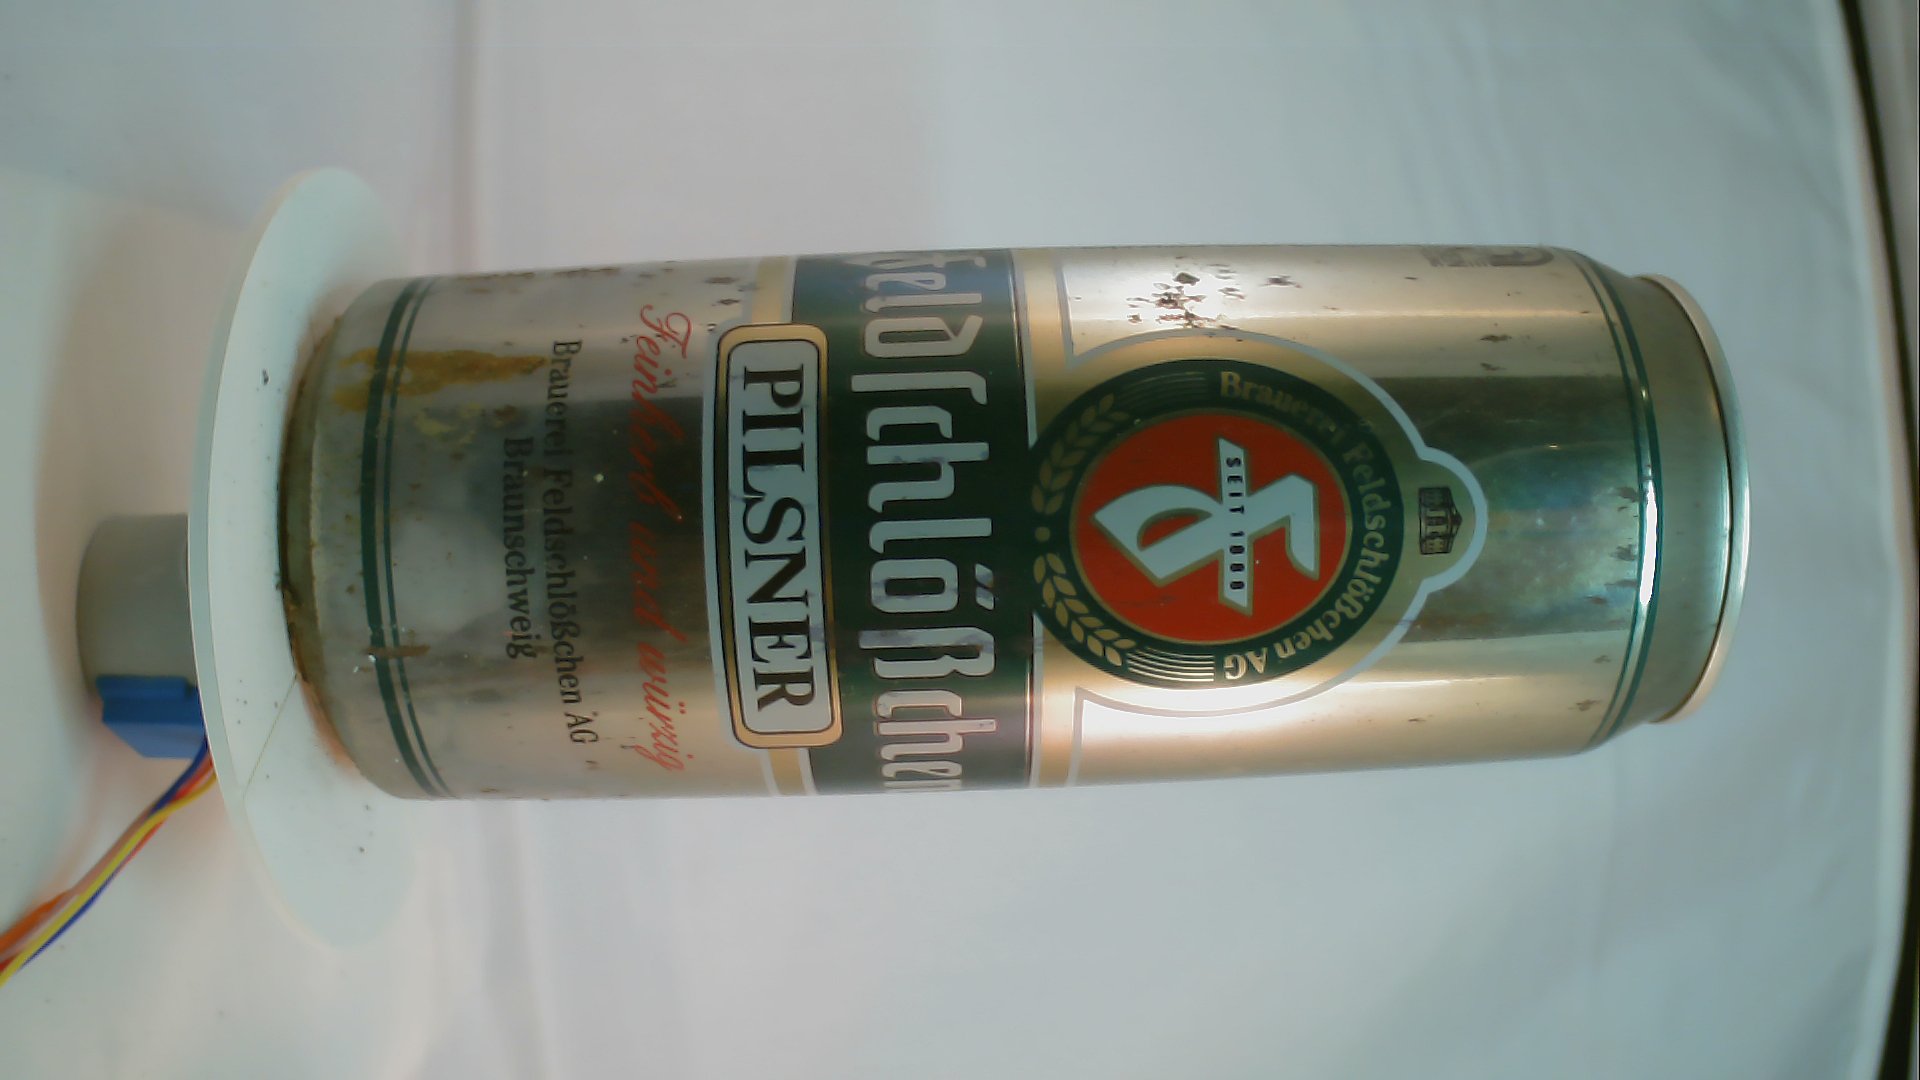 Brauerei Feldschlößchen AG
SEIT 1888
Feldschlößchen
PILSNER
Feinherb und würzig
Brauerei Feldschlößchen AG
Braunschweig